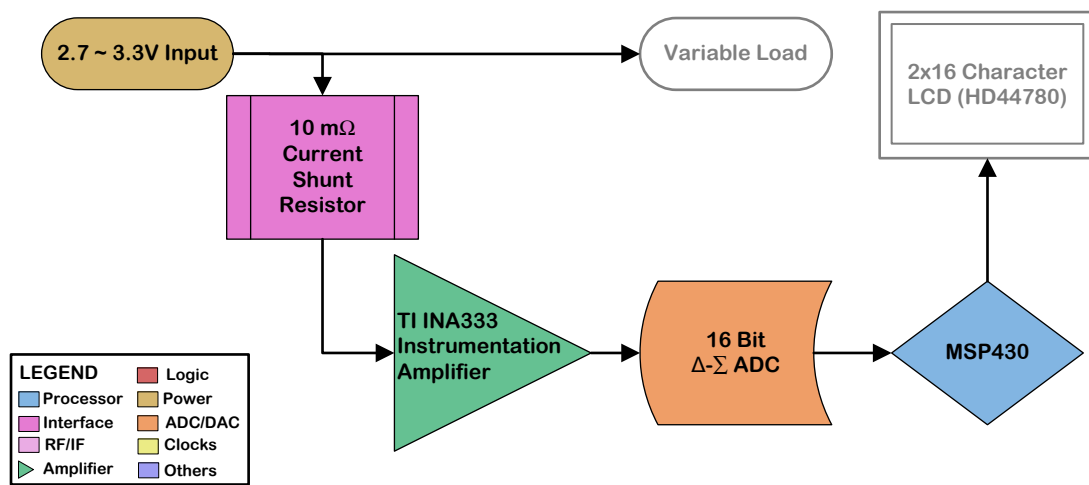 2.7 ~ 3.3V Input
Variable Load
2x16 Character
LCD (HD44780)
10 mΩ
Current
Shunt
Resistor
TI INA333
Instrumentation
Amplifier
16 Bit
Δ-Σ ADC
MSP430
LEGEND
Processor
Interface
RF/IF
Amplifier
Logic
Power
ADC/DAC
Clocks
Others